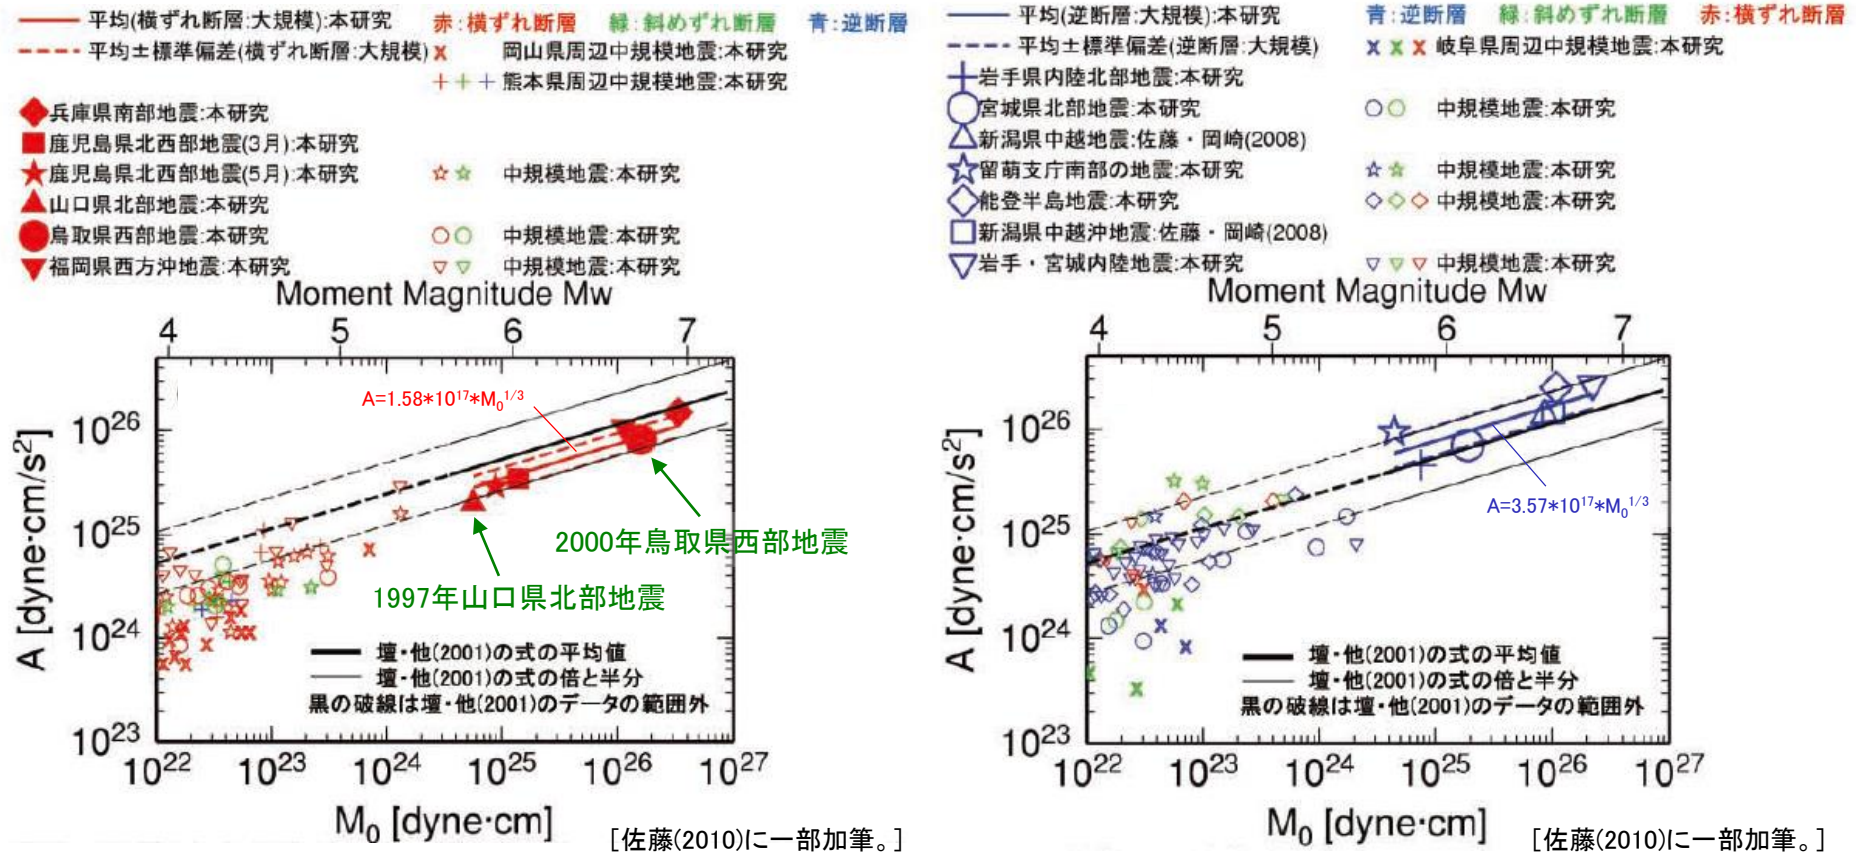 平均(横ずれ断層:大規模):本研究 赤:横ずれ断層 緑:斜めずれ断層 青:逆断層
平均±標準偏差(横ずれ断層:大規模) 岡山県周辺中規模地震:本研究
熊本県周辺中規模地震:本研究
兵庫県南部地震:本研究
鹿児島県北西部地震(3月):本研究
鹿児島県北西部地震(5月):本研究 中規模地震:本研究
山口県北部地震:本研究
鳥取県西部地震:本研究 中規模地震:本研究
福岡県西方沖地震:本研究 中規模地震:本研究
Moment Magnitude Mw
4 5 6 7
A=1.58*10^17*M0^1/3
10^26
10^25
10^24
10^23
A [dyne·cm/s^2]
2000年鳥取県西部地震
1997年山口県北部地震
壇・他(2001)の式の平均値
壇・他(2001)の式の倍と半分
黒の破線は壇・他(2001)のデータの範囲外
10^22 10^23 10^24 10^25 10^26 10^27
M0 [dyne·cm]
[佐藤(2010)に一部加筆。]
平均(逆断層:大規模):本研究 青:逆断層 緑:斜めずれ断層 赤:横ずれ断層
平均±標準偏差(逆断層:大規模) 岐阜県周辺中規模地震:本研究
岩手県内陸北部地震:本研究
宮城県北部地震:本研究 中規模地震:本研究
新潟県中越地震:佐藤・岡崎(2008)
留萌支庁南部の地震:本研究 中規模地震:本研究
能登半島地震:本研究 中規模地震:本研究
新潟県中越沖地震:佐藤・岡崎(2008)
岩手・宮城内陸地震:本研究 中規模地震:本研究
Moment Magnitude Mw
4 5 6 7
10^26
10^25
10^24
10^23
A [dyne·cm/s^2]
A=3.57*10^17*M0^1/3
壇・他(2001)の式の平均値
壇・他(2001)の式の倍と半分
黒の破線は壇・他(2001)のデータの範囲外
10^22 10^23 10^24 10^25 10^26 10^27
M0 [dyne·cm]
[佐藤(2010)に一部加筆。]